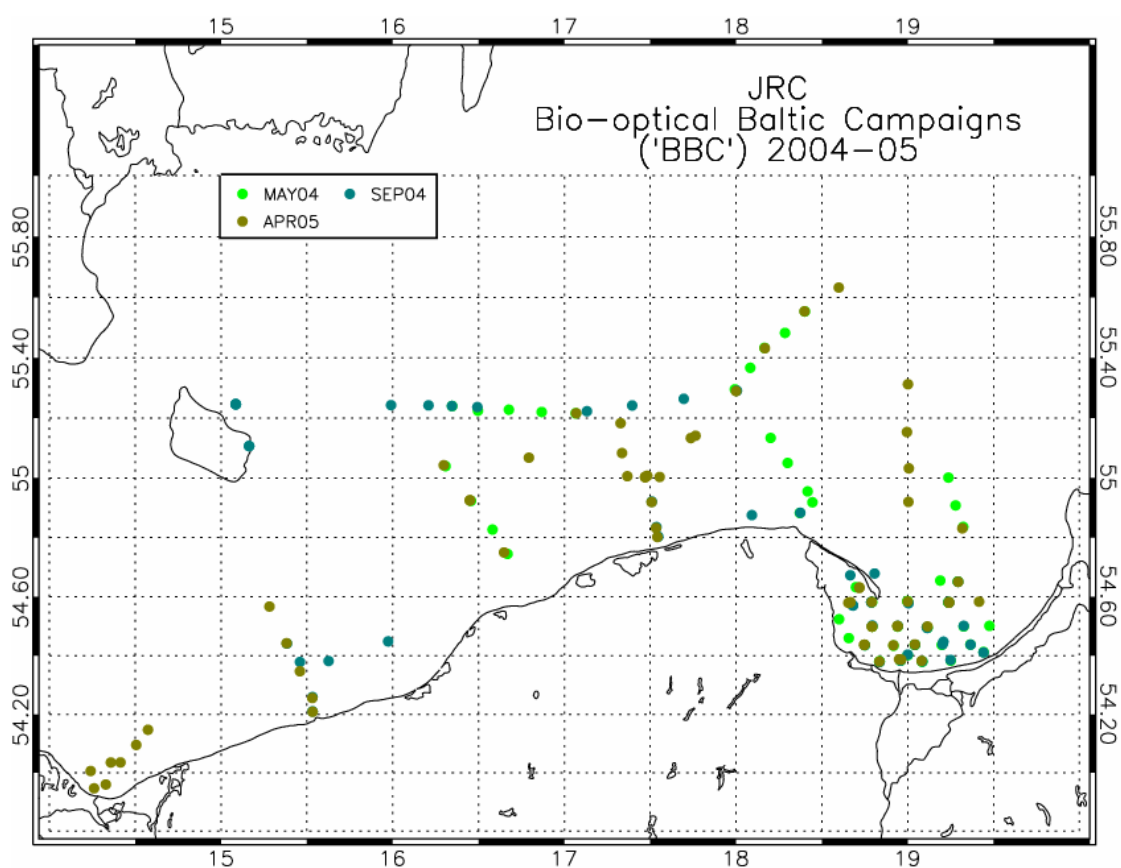 15 16 17 18 19
JRC
Bio-optical Baltic Campaigns
('BBC') 2004-05
MAY04 SEP04
APR05
55.80 55.80
55.40 55.40
55 55
54.60 54.60
54.20 54.20
15 16 17 18 19